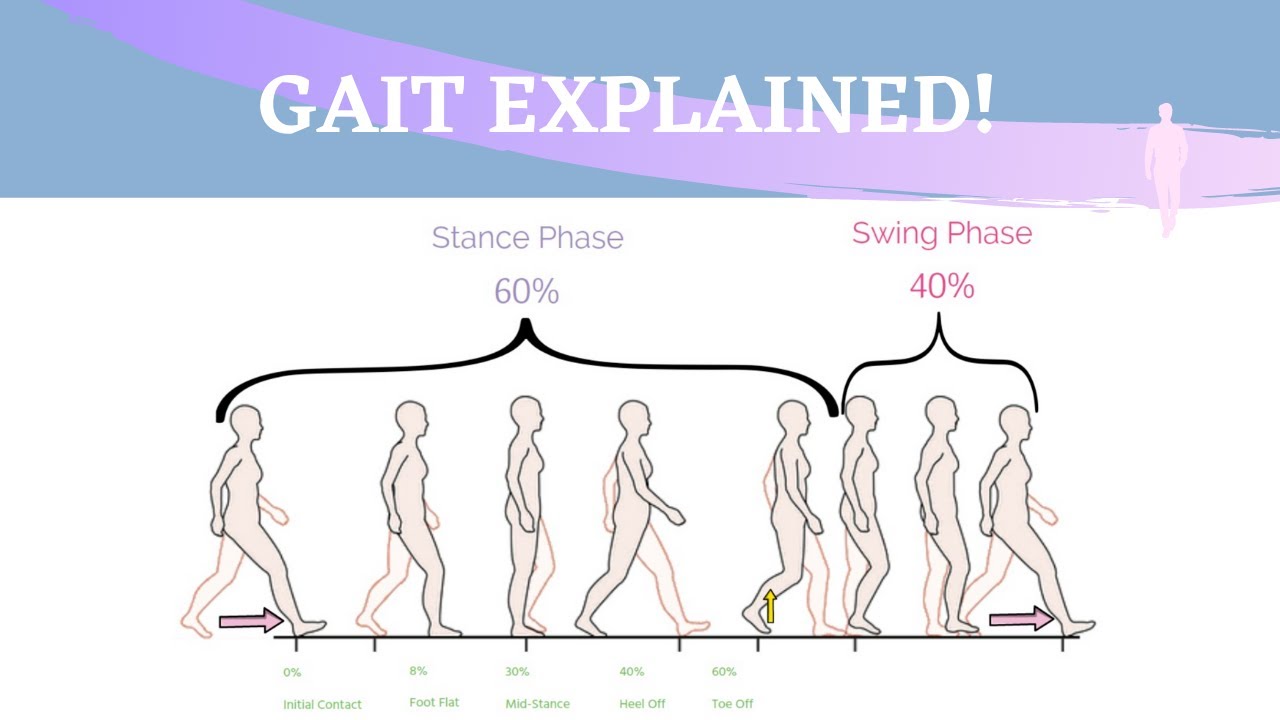 GAIT EXPLAINED!
Stance Phase
60%
Swing Phase
40%
0%
Initial Contact
8%
Foot Flat
30%
Mid-Stance
40%
Heel Off
60%
Toe Off